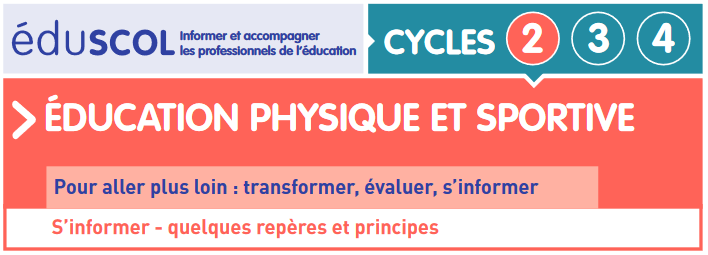 éduSCOL
Informer et accompagner
les professionnels de l'éducation
CYCLES 2 3 4
ÉDUCATION PHYSIQUE ET SPORTIVE
Pour aller plus loin : transformer, évaluer, s'informer
S'informer - quelques repères et principes